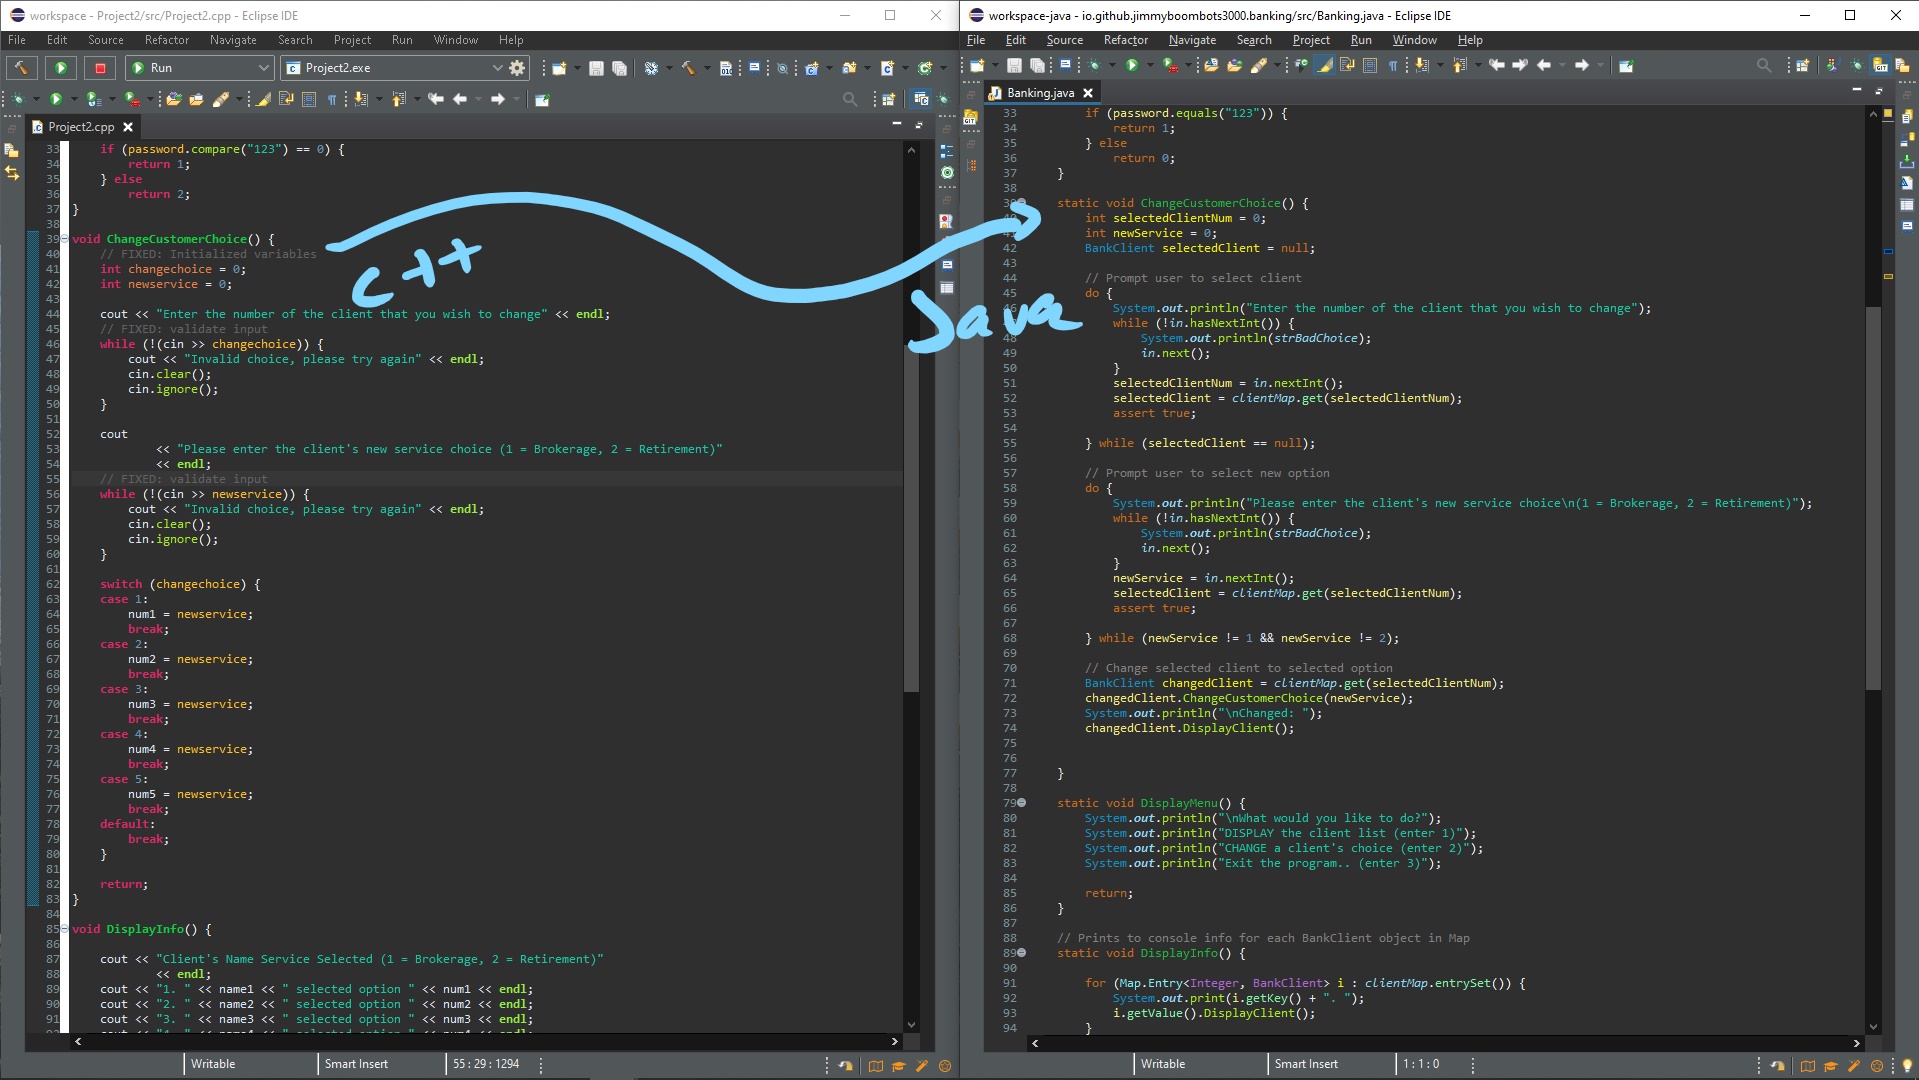 workspace - Project2/src/Project2.cpp - Eclipse IDE
File Edit Source Refactor Navigate Search Project Run Window Help
Run Project2.exe
Project2.cpp
33 if (password.compare("123") == 0) {
34 return 1;
35 } else
36 return 2;
37 }
38
39 void ChangeCustomerChoice() {
40 // FIXED: Initialized variables
41 int changechoice = 0;
42 int newservice = 0;
43
44 cout << "Enter the number of the client that you wish to change" << endl;
45 // FIXED: validate input
46 while (!(cin >> changechoice)) {
47 cout << "Invalid choice, please try again" << endl;
48 cin.clear();
49 cin.ignore();
50 }
51
52 cout
53 << "Please enter the client's new service choice (1 = Brokerage, 2 = Retirement)"
54 << endl;
55 // FIXED: validate input
56 while (!(cin >> newservice)) {
57 cout << "Invalid choice, please try again" << endl;
58 cin.clear();
59 cin.ignore();
60 }
61
62 switch (changechoice) {
63 case 1:
64 num1 = newservice;
65 break;
66 case 2:
67 num2 = newservice;
68 break;
69 case 3:
70 num3 = newservice;
71 break;
72 case 4:
73 num4 = newservice;
74 break;
75 case 5:
76 num5 = newservice;
77 break;
78 default:
79 break;
80 }
81
82 return;
83 }
84
85 void DisplayInfo() {
86
87 cout << "Client's Name Service Selected (1 = Brokerage, 2 = Retirement)"
88 << endl;
89 cout << "1. " << name1 << " selected option " << num1 << endl;
90 cout << "2. " << name2 << " selected option " << num2 << endl;
91 cout << "3. " << name3 << " selected option " << num3 << endl;
Writable Smart Insert 55 : 29 : 1294
C++
Java
workspace-java - io.github.jimmyboombots3000.banking/src/Banking.java - Eclipse IDE
File Edit Source Refactor Navigate Search Project Run Window Help
Banking.java
33 if (password.equals("123")) {
34 return 1;
35 } else
36 return 0;
37 }
38
39 static void ChangeCustomerChoice() {
40 int selectedClientNum = 0;
41 int newService = 0;
42 BankClient selectedClient = null;
43
44 // Prompt user to select client
45 do {
46 System.out.println("Enter the number of the client that you wish to change");
47 while (!in.hasNextInt()) {
48 System.out.println(strBadChoice);
49 in.next();
50 }
51 selectedClientNum = in.nextInt();
52 selectedClient = clientMap.get(selectedClientNum);
53 assert true;
54
55 } while (selectedClient == null);
56
57 // Prompt user to select new option
58 do {
59 System.out.println("Please enter the client's new service choice\n(1 = Brokerage, 2 = Retirement)");
60 while (!in.hasNextInt()) {
61 System.out.println(strBadChoice);
62 in.next();
63 }
64 newService = in.nextInt();
65 selectedClient = clientMap.get(selectedClientNum);
66 assert true;
67
68 } while (newService != 1 && newService != 2);
69
70 // Change selected client to selected option
71 BankClient changedClient = clientMap.get(selectedClientNum);
72 changedClient.ChangeCustomerChoice(newService);
73 System.out.println("\nChanged: ");
74 changedClient.DisplayClient();
75
76
77 }
78
79 static void DisplayMenu() {
80 System.out.println("\nWhat would you like to do?");
81 System.out.println("DISPLAY the client list (enter 1)");
82 System.out.println("CHANGE a client's choice (enter 2)");
83 System.out.println("Exit the program.. (enter 3)");
84
85 return;
86 }
87
88 // Prints to console info for each BankClient object in Map
89 static void DisplayInfo() {
90
91 for (Map.Entry<Integer, BankClient> i : clientMap.entrySet()) {
92 System.out.print(i.getKey() + ". ");
93 i.getValue().DisplayClient();
94 }
Writable Smart Insert 1 : 1 : 0